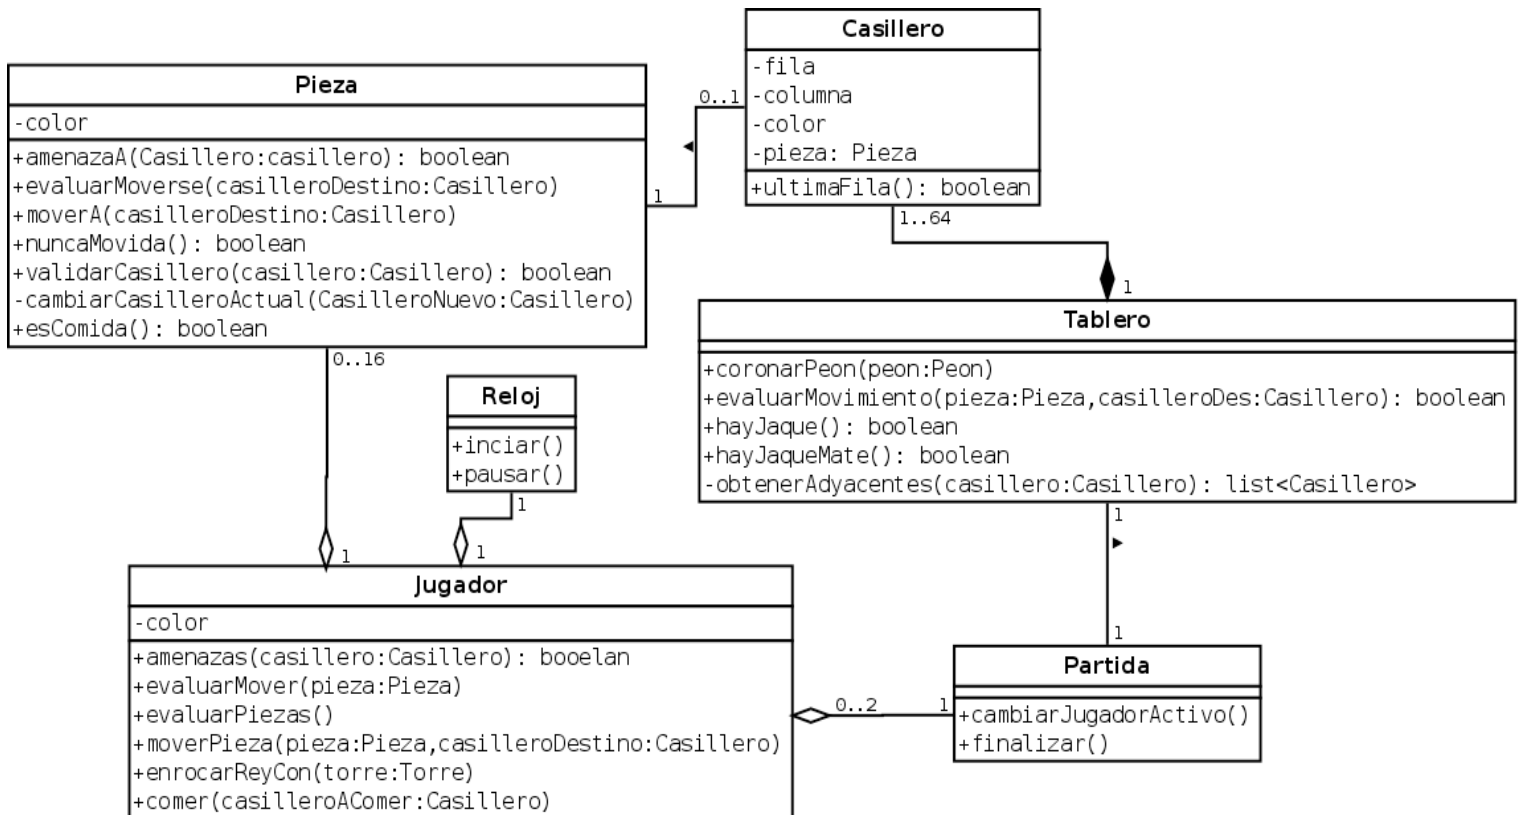 Casillero
-fila
-columna
-color
-pieza: Pieza
+ultimaFila(): boolean
Pieza
-color
+amenazaA(Casillero:casillero): boolean
+evaluarMoverse(casilleroDestino:Casillero)
+moverA(casilleroDestino:Casillero)
+nuncaMovida(): boolean
+validarCasillero(casillero:Casillero): boolean
-cambiarCasilleroActual(CasilleroNuevo:Casillero)
+esComida(): boolean
0..1
1
1..64
1
Tablero
+coronarPeon(peon:Peon)
+evaluarMovimiento(pieza:Pieza,casilleroDes:Casillero): boolean
+hayJaque(): boolean
+hayJaqueMate(): boolean
-obtenerAdyacentes(casillero:Casillero): list<Casillero>
0..16
1
Reloj
+inciar()
+pausar()
1
1
Jugador
-color
+amenazas(casillero:Casillero): booelan
+evaluarMover(pieza:Pieza)
+evaluarPiezas()
+moverPieza(pieza:Pieza,casilleroDestino:Casillero)
+enrocarReyCon(torre:Torre)
+comer(casilleroAComer:Casillero)
0..2
1
1
1
Partida
+cambiarJugadorActivo()
+finalizar()